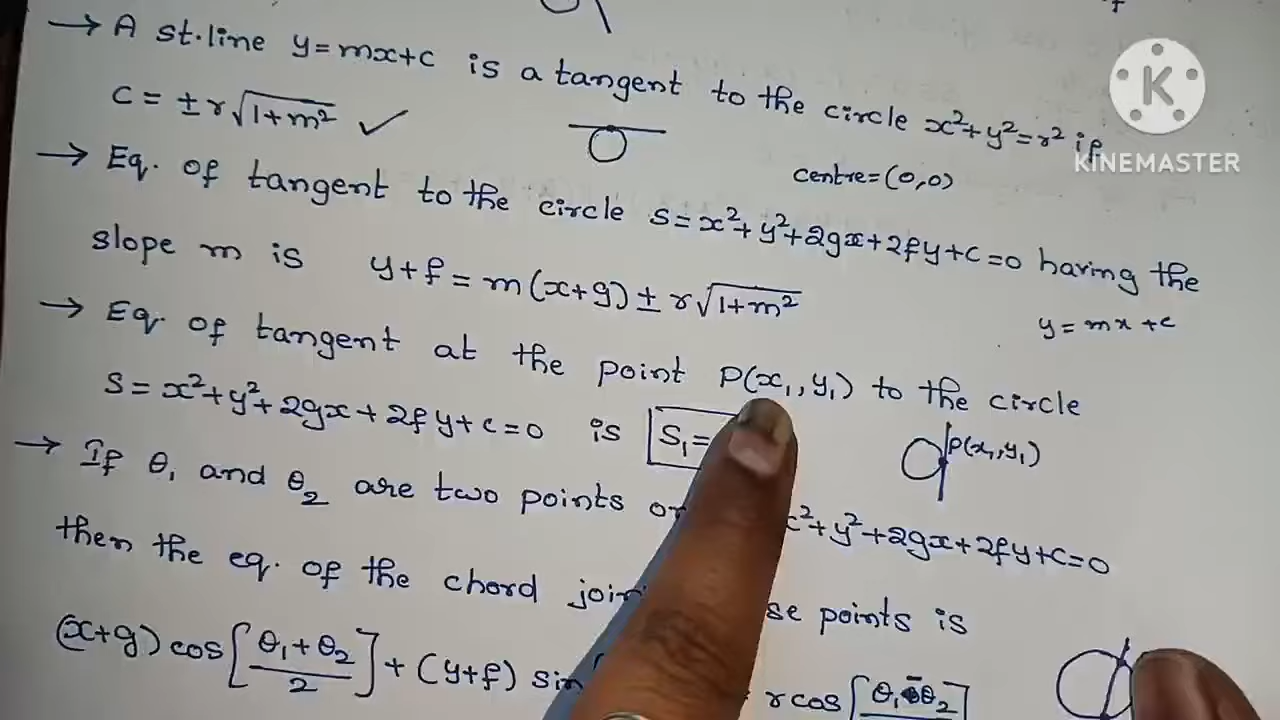 → A st.line y=mx+c is a tangent to the circle x²+y²=r² if
c = ±r√1+m² ✓
centre=(0,0)
K
KINEMASTER
→ Eq. of tangent to the circle S=x²+y²+2gx+2fy+c=0 having the
slope m is y+f=m(x+g)±r√1+m²
y=mx+c
→ Eq. of tangent at the point P(x₁,y₁) to the circle
S=x²+y²+2gx+2fy+c=0 is S₁=
P(x₁,y₁)
→ If θ₁ and θ₂ are two points x²+y²+2gx+2fy+c=0
then the eq. of the chord points is
(x+g)cos[θ₁+θ₂/2]+(y+f) sin r cos[θ₁-θ₂